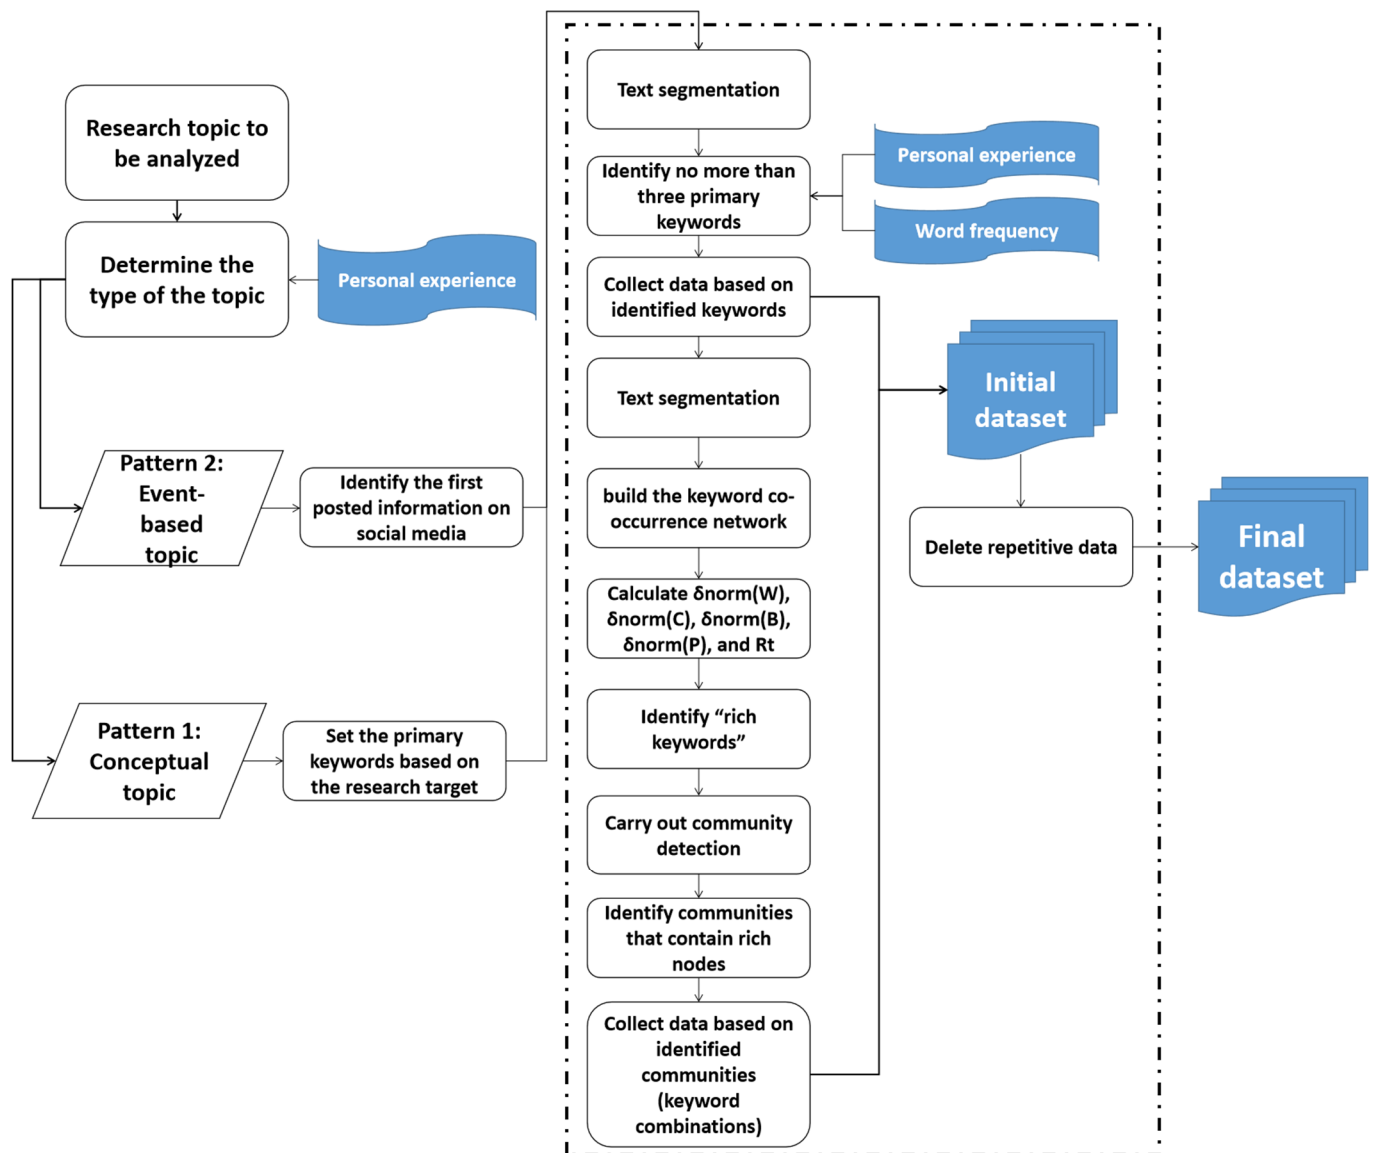 Research topic to
be analyzed
Determine the
type of the topic
Personal experience
Pattern 2:
Event-
based
topic
Identify the first
posted information on
social media
Pattern 1:
Conceptual
topic
Set the primary
keywords based on
the research target
Text segmentation
Identify no more than
three primary
keywords
Personal experience
Word frequency
Collect data based on
identified keywords
Text segmentation
build the keyword co-
occurrence network
Calculate δnorm(W),
δnorm(C), δnorm(B),
δnorm(P), and Rt
Identify “rich
keywords”
Carry out community
detection
Identify communities
that contain rich
nodes
Collect data based on
identified
communities
(keyword
combinations)
Initial
dataset
Delete repetitive data
Final
dataset